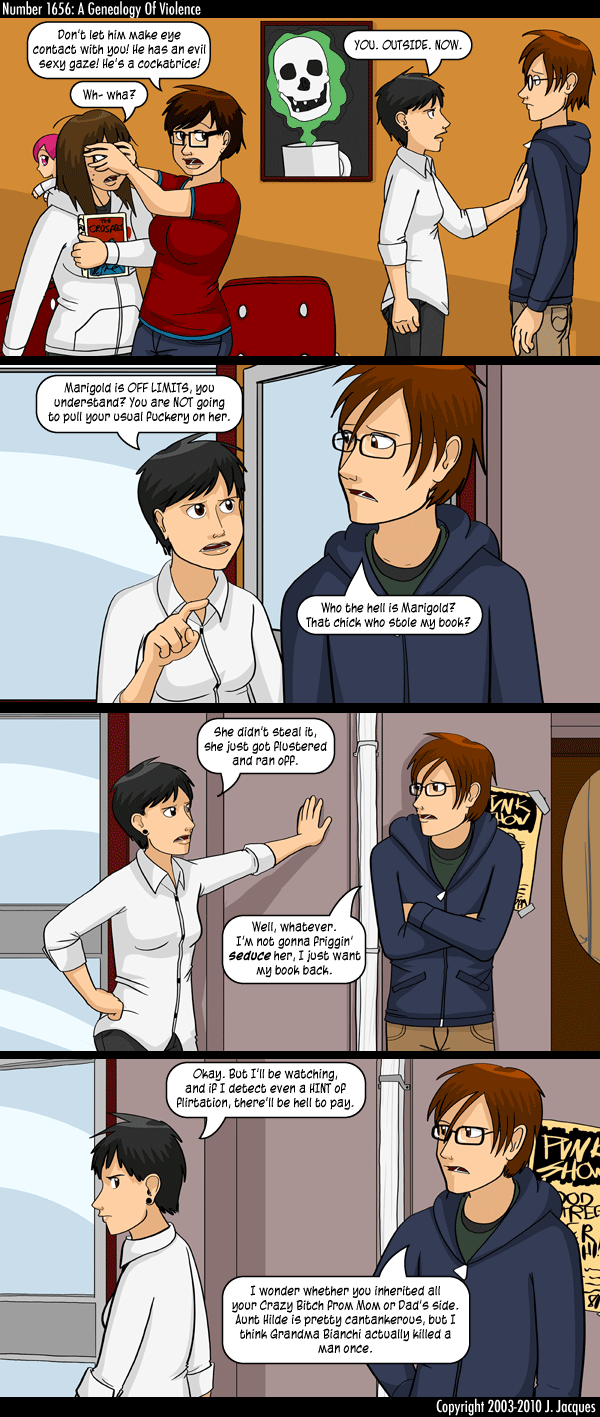 Number 1656: A Genealogy Of Violence
Don't let him make eye
contact with you! He has an evil
sexy gaze! He's a cockatrice!
Wh- wha?
YOU. OUTSIDE. NOW.
THE
CRUSADES
Marigold is OFF LIMITS, you
understand? You are NOT going
to pull your usual fuckery on her.
Who the hell is Marigold?
That chick who stole my book?
She didn't steal it,
she just got flustered
and ran off.
PUNK
SHOW
Well, whatever.
I'm not gonna friggin'
seduce her, I just want
my book back.
Okay. But I'll be watching,
and if I detect even a HINT of
flirtation, there'll be hell to pay.
PUNK
SHOW
I wonder whether you inherited all
your Crazy Bitch from Mom or Dad's side.
Aunt Hilde is pretty cantankerous, but I
think Grandma Bianchi actually killed a
man once.
Copyright 2003-2010 J. Jacques